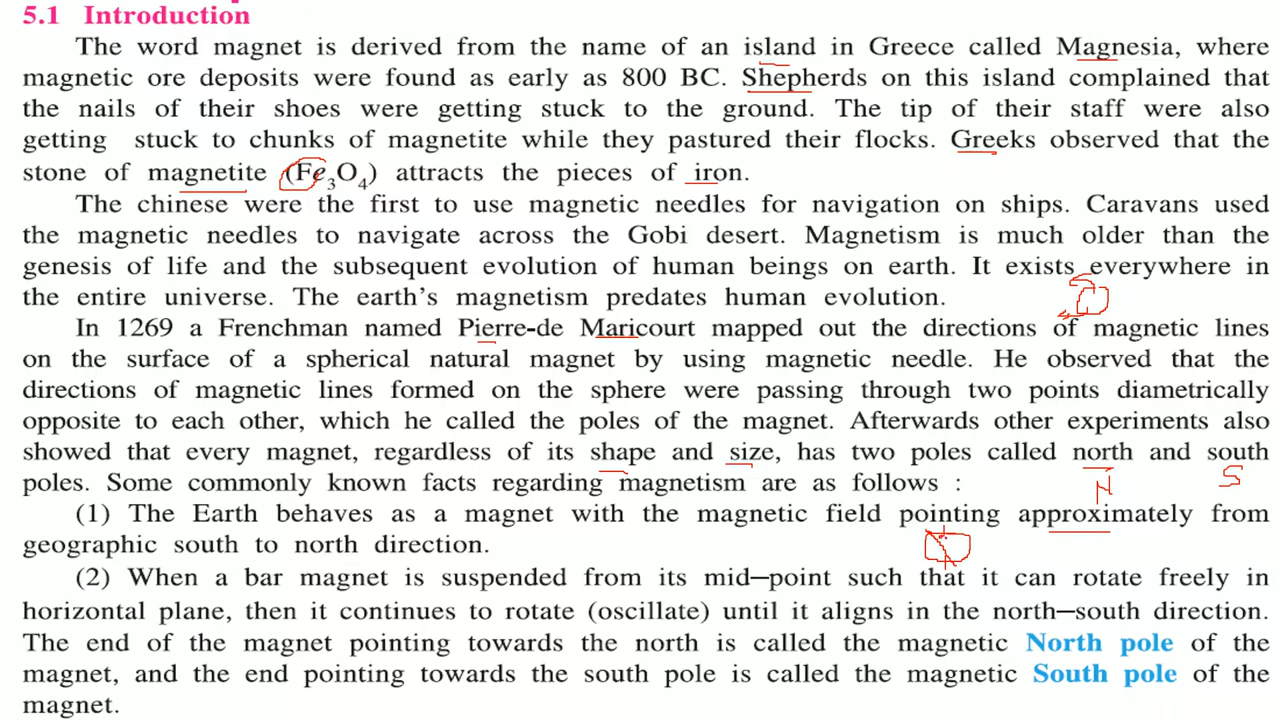 5.1 Introduction
The word magnet is derived from the name of an island in Greece called Magnesia, where
magnetic ore deposits were found as early as 800 BC. Shepherds on this island complained that
the nails of their shoes were getting stuck to the ground. The tip of their staff were also
getting stuck to chunks of magnetite while they pastured their flocks. Greeks observed that the
stone of magnetite (Fe₃O₄) attracts the pieces of iron.
The chinese were the first to use magnetic needles for navigation on ships. Caravans used
the magnetic needles to navigate across the Gobi desert. Magnetism is much older than the
genesis of life and the subsequent evolution of human beings on earth. It exists everywhere in
the entire universe. The earth's magnetism predates human evolution.
In 1269 a Frenchman named Pierre-de Maricourt mapped out the directions of magnetic lines
on the surface of a spherical natural magnet by using magnetic needle. He observed that the
directions of magnetic lines formed on the sphere were passing through two points diametrically
opposite to each other, which he called the poles of the magnet. Afterwards other experiments also
showed that every magnet, regardless of its shape and size, has two poles called north and south
poles. Some commonly known facts regarding magnetism are as follows :
N S
(1) The Earth behaves as a magnet with the magnetic field pointing approximately from
geographic south to north direction.
(2) When a bar magnet is suspended from its mid–point such that it can rotate freely in
horizontal plane, then it continues to rotate (oscillate) until it aligns in the north–south direction.
The end of the magnet pointing towards the north is called the magnetic North pole of the
magnet, and the end pointing towards the south pole is called the magnetic South pole of the
magnet.